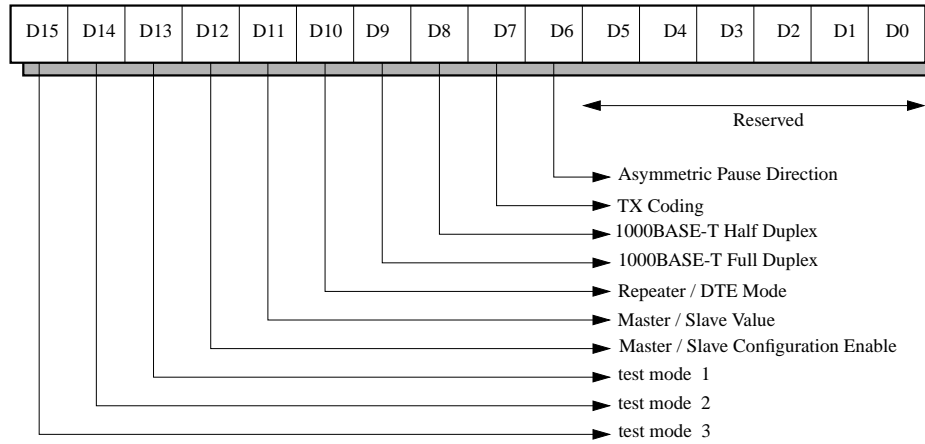 D15 D14 D13 D12 D11 D10 D9 D8 D7 D6 D5 D4 D3 D2 D1 D0
Reserved
Asymmetric Pause Direction
TX Coding
1000BASE-T Half Duplex
1000BASE-T Full Duplex
Repeater / DTE Mode
Master / Slave Value
Master / Slave Configuration Enable
test mode 1
test mode 2
test mode 3